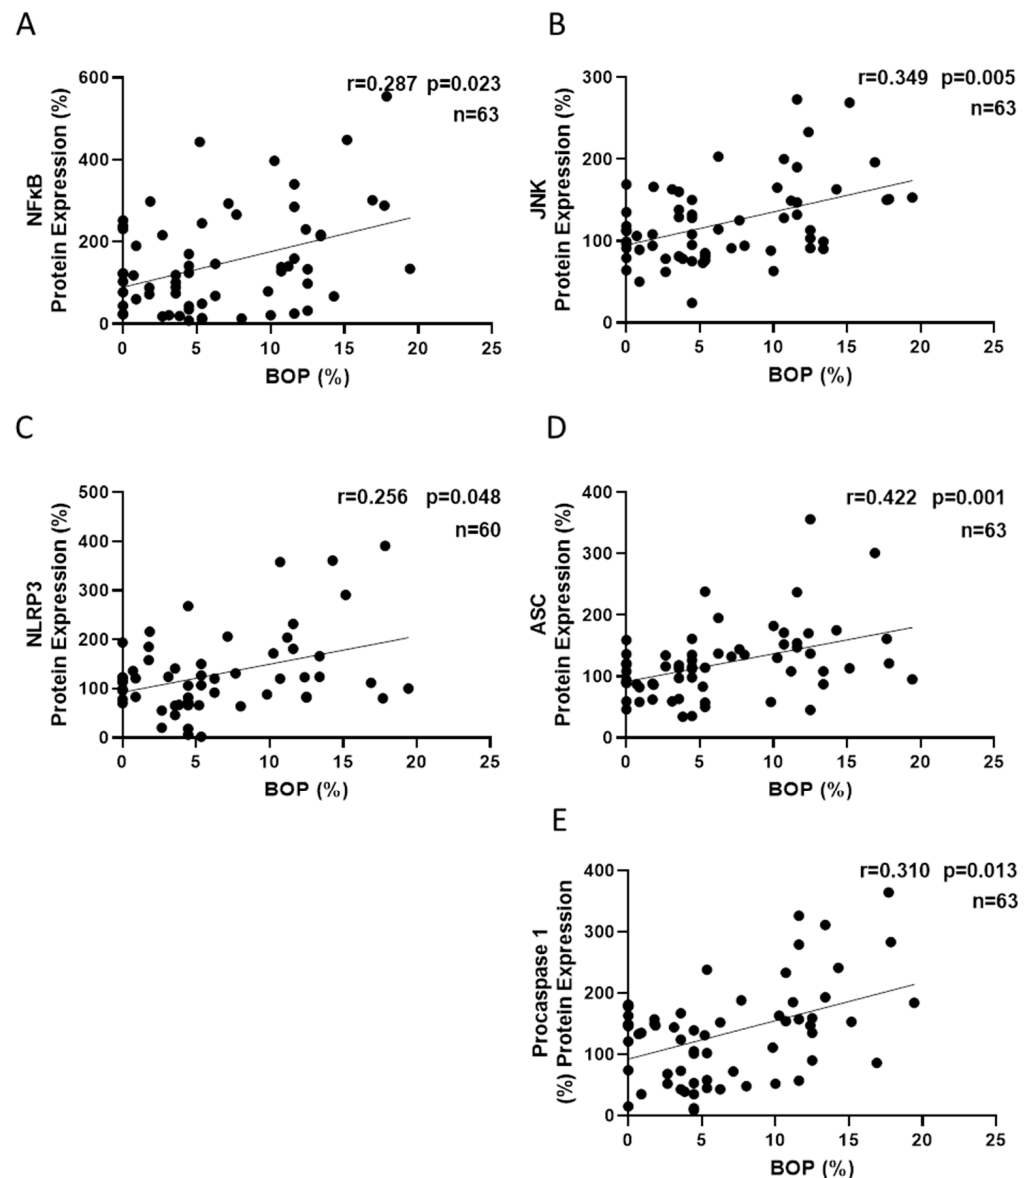 A
NFκB
Protein Expression (%)
600
400
200
0
r=0.287 p=0.023
n=63
0 5 10 15 20 25
BOP (%)
B
JNK
Protein Expression (%)
300
200
100
0
r=0.349 p=0.005
n=63
0 5 10 15 20 25
BOP (%)
C
NLRP3
Protein Expression (%)
500
400
300
200
100
0
r=0.256 p=0.048
n=60
0 5 10 15 20 25
BOP (%)
D
ASC
Protein Expression (%)
400
300
200
100
0
r=0.422 p=0.001
n=63
0 5 10 15 20 25
BOP (%)
E
Procaspase 1
(%) Protein Expression
400
300
200
100
0
r=0.310 p=0.013
n=63
0 5 10 15 20 25
BOP (%)